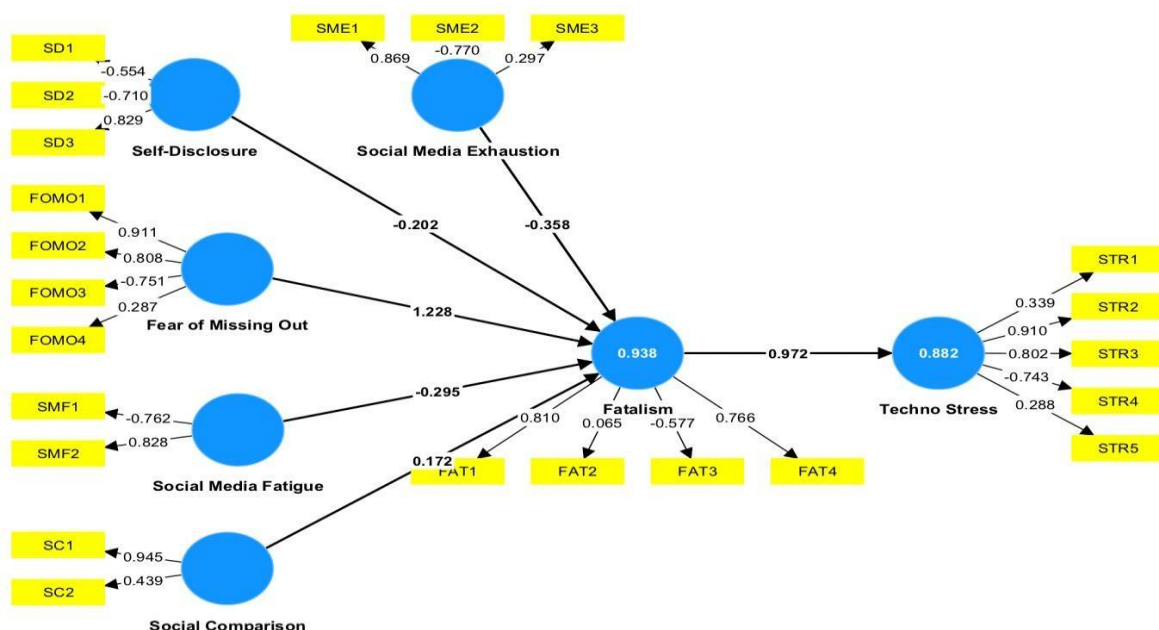 SME1
SME2
SME3
-0.770
0.869
0.297
Social Media Exhaustion
SD1
SD2
SD3
-0.554
-0.710
0.829
Self-Disclosure
-0.202
-0.358
FOMO1
FOMO2
FOMO3
FOMO4
0.911
0.808
-0.751
0.287
Fear of Missing Out
1.228
SMF1
SMF2
-0.762
0.828
Social Media Fatigue
-0.295
SC1
SC2
0.945
0.439
Social Comparison
0.172
0.938
Fatalism
0.810
0.065
-0.577
0.766
FAT1
FAT2
FAT3
FAT4
0.972
0.882
Techno Stress
0.339
0.910
0.802
-0.743
0.288
STR1
STR2
STR3
STR4
STR5